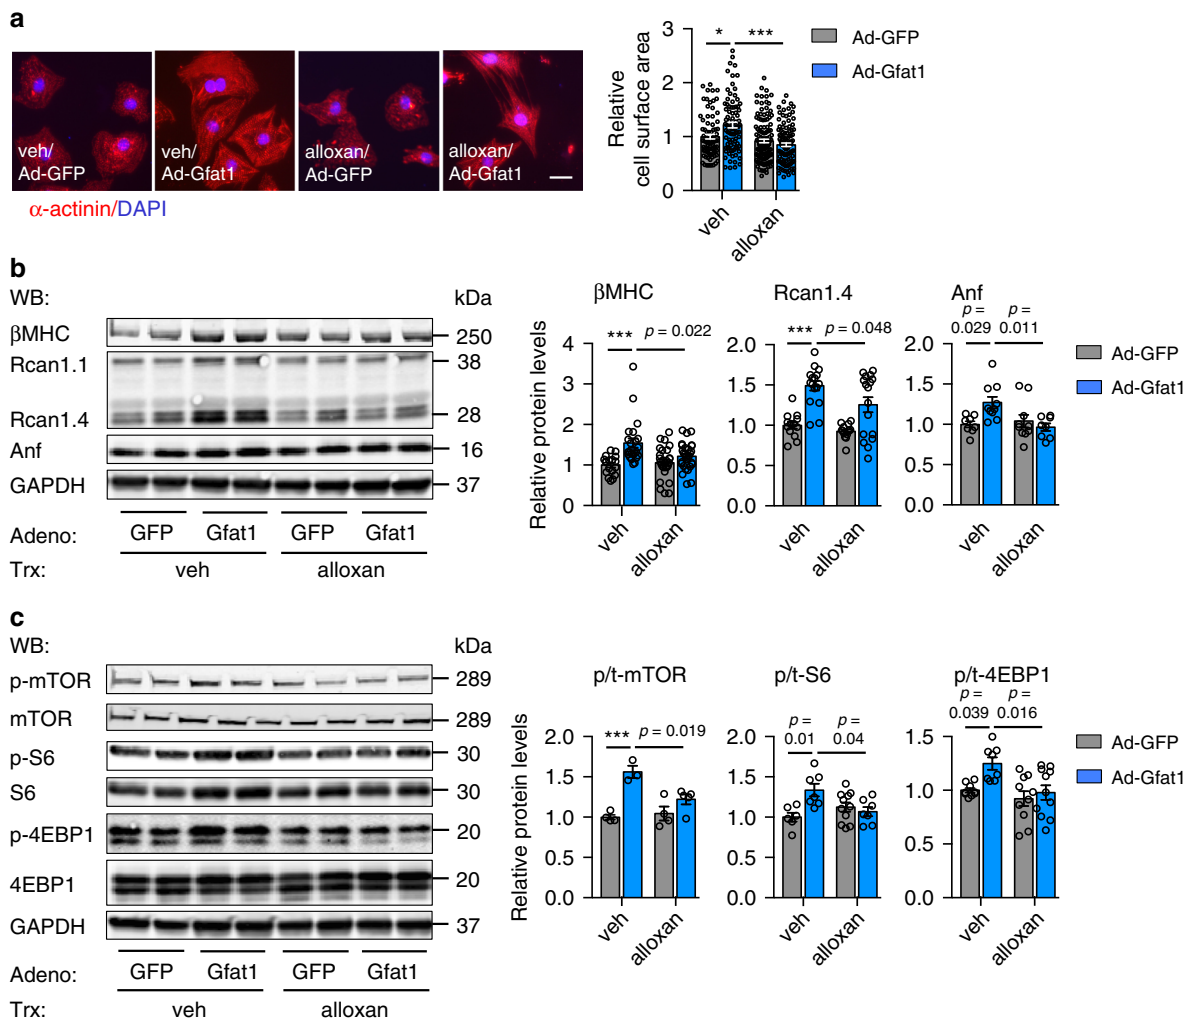 a
veh/
Ad-GFP
veh/
Ad-Gfat1
alloxan/
Ad-GFP
alloxan/
Ad-Gfat1
α-actinin/DAPI
Relative
cell surface area
3
2
1
0
* ***
veh
alloxan
Ad-GFP
Ad-Gfat1
b
WB:
kDa
βMHC
250
Rcan1.1
38
Rcan1.4
28
Anf
16
GAPDH
37
Adeno:
GFP
Gfat1
GFP
Gfat1
Trx:
veh
alloxan
Relative protein levels
βMHC
*** p = 0.022
4
3
2
1
0
veh
alloxan
Rcan1.4
*** p = 0.048
2.0
1.5
1.0
0.5
0.0
veh
alloxan
Anf
p =
0.029
p =
0.011
2.0
1.5
1.0
0.5
0.0
veh
alloxan
Ad-GFP
Ad-Gfat1
c
WB:
kDa
p-mTOR
289
mTOR
289
p-S6
30
S6
30
p-4EBP1
20
4EBP1
20
GAPDH
37
Adeno:
GFP
Gfat1
GFP
Gfat1
Trx:
veh
alloxan
Relative protein levels
p/t-mTOR
*** p = 0.019
2.0
1.5
1.0
0.5
0.0
veh
alloxan
p/t-S6
p =
0.01
p =
0.04
2.0
1.5
1.0
0.5
0.0
veh
alloxan
p/t-4EBP1
p =
0.039
p =
0.016
1.5
1.0
0.5
0.0
veh
alloxan
Ad-GFP
Ad-Gfat1